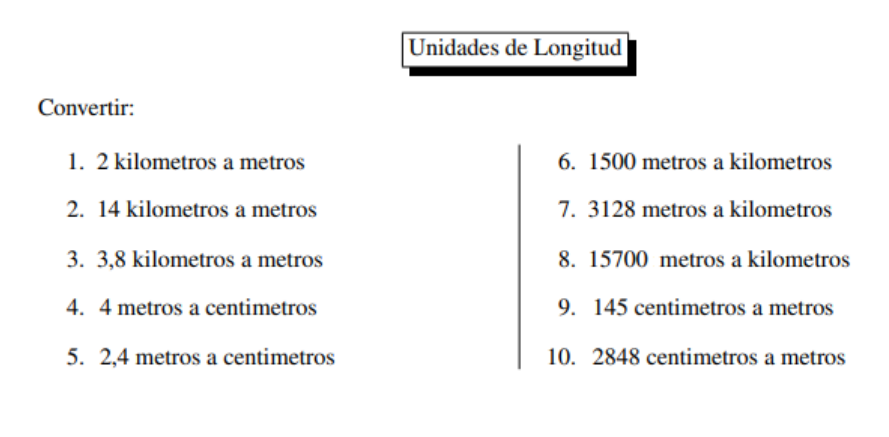 Unidades de Longitud
Convertir:
1. 2 kilometros a metros
2. 14 kilometros a metros
3. 3,8 kilometros a metros
4. 4 metros a centimetros
5. 2,4 metros a centimetros
6. 1500 metros a kilometros
7. 3128 metros a kilometros
8. 15700 metros a kilometros
9. 145 centimetros a metros
10. 2848 centimetros a metros